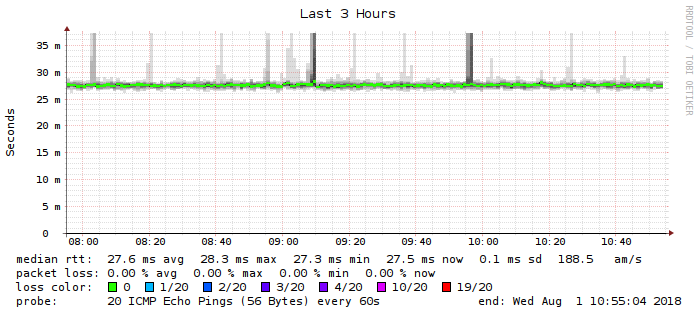 Last 3 Hours
RRDTOOL / TOBI OETIKER
Seconds
35 m
30 m
25 m
20 m
15 m
10 m
5 m
0
08:00 08:20 08:40 09:00 09:20 09:40 10:00 10:20 10:40
median rtt: 27.6 ms avg 28.3 ms max 27.3 ms min 27.5 ms now 0.1 ms sd 188.5 am/s
packet loss: 0.00 % avg 0.00 % max 0.00 % min 0.00 % now
loss color: 0 1/20 2/20 3/20 4/20 10/20 19/20
probe: 20 ICMP Echo Pings (56 Bytes) every 60s end: Wed Aug 1 10:55:04 2018